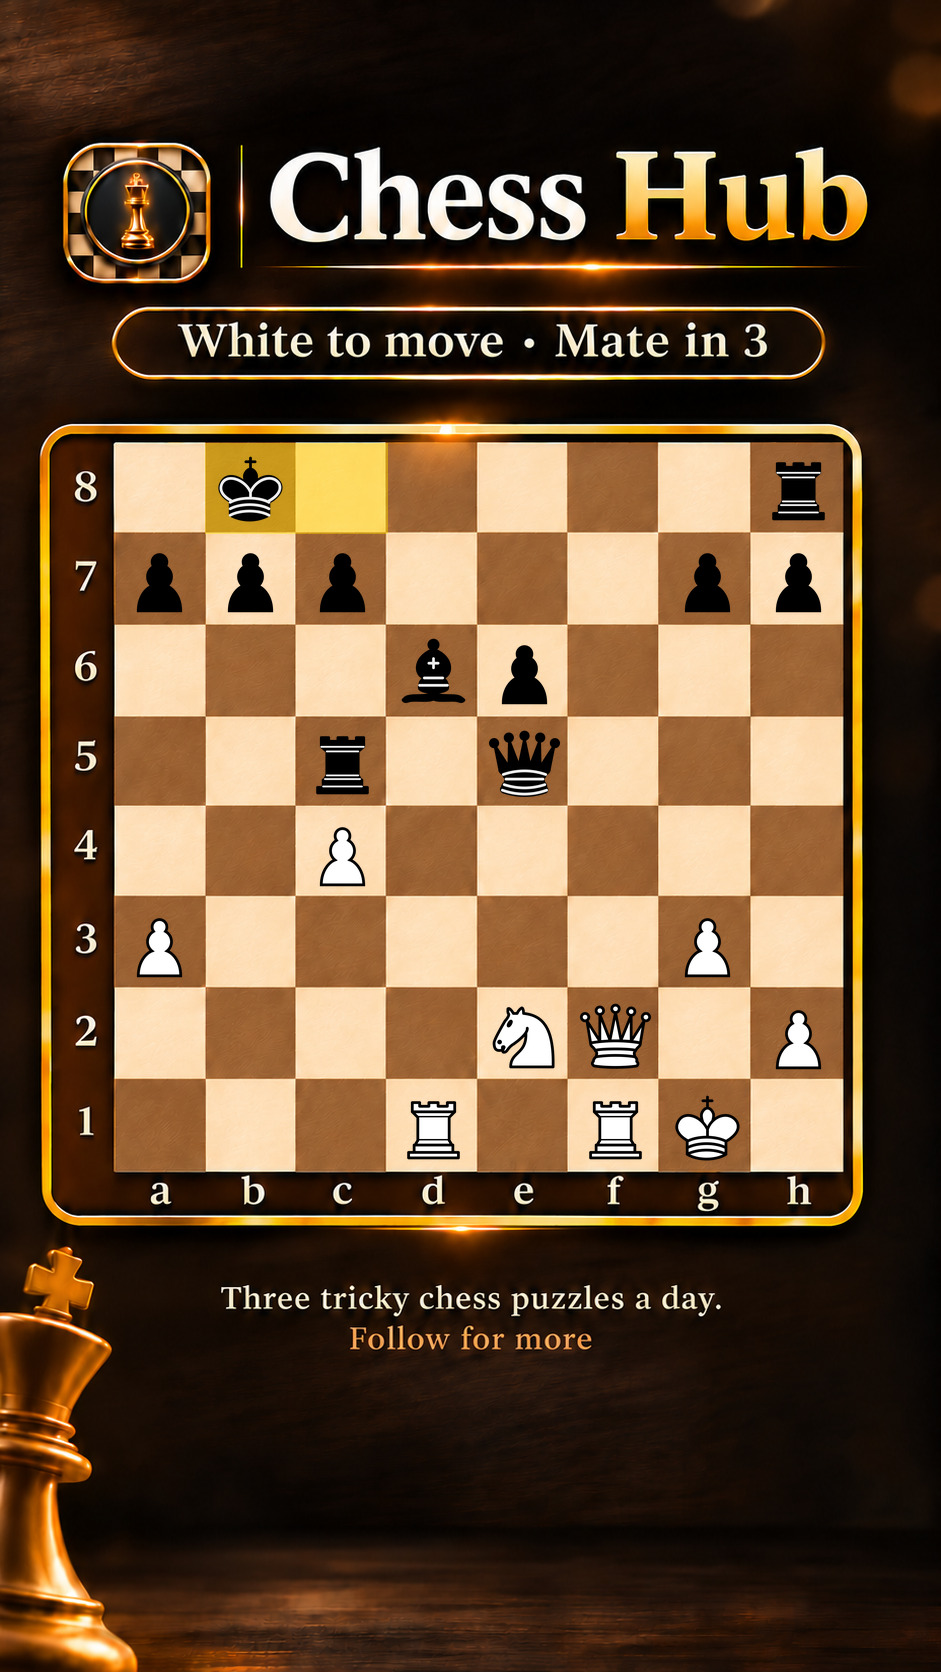 Chess Hub
White to move • Mate in 3
8
7
6
5
4
3
2
1
a b c d e f g h
Three tricky chess puzzles a day.
Follow for more